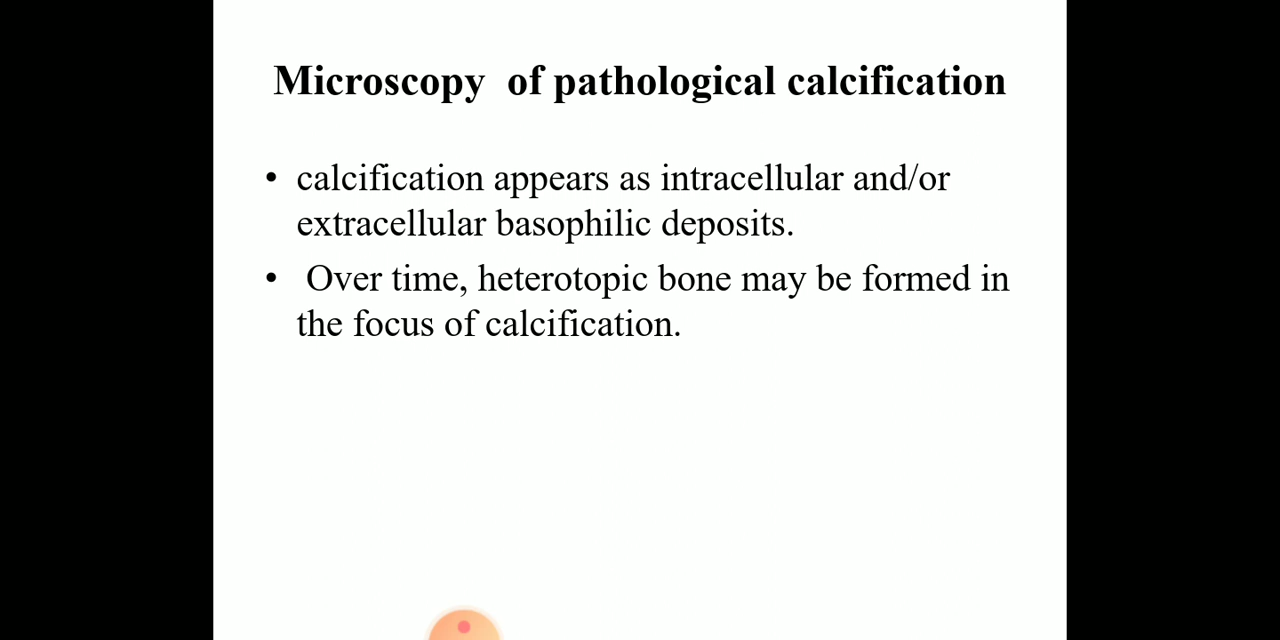 Microscopy  of pathological calcification
• calcification appears as intracellular and/or
extracellular basophilic deposits.
•  Over time, heterotopic bone may be formed in
the focus of calcification.